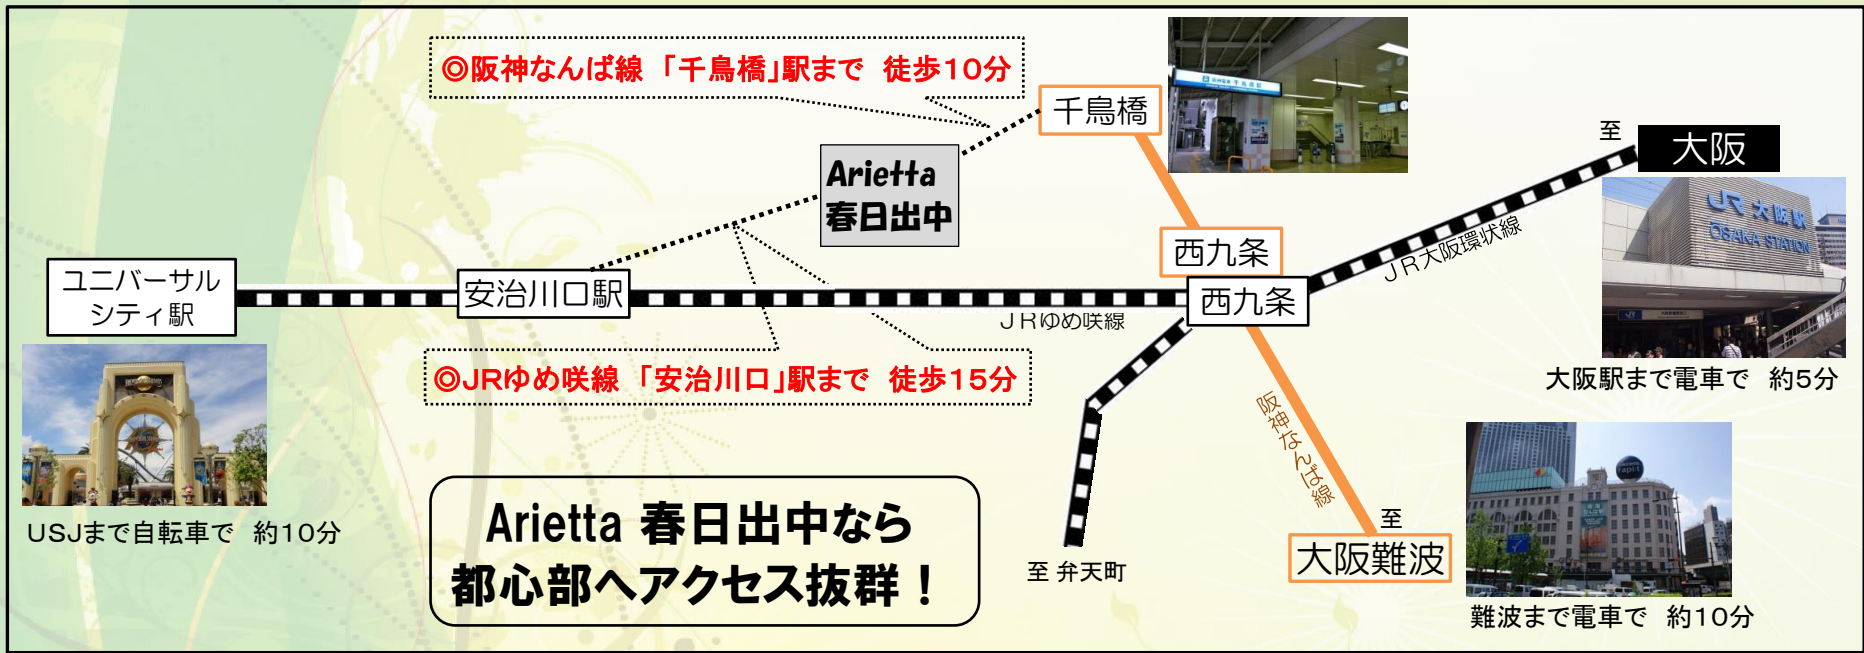 ◎阪神なんば線 「千鳥橋」駅まで 徒歩10分
千鳥橋
至
大阪
Arietta
春日出中
JR 大阪駅
OSAKA STATION
西九条
JR大阪環状線
ユニバーサル
シティ駅
安治川口駅
西九条
JRゆめ咲線
◎JRゆめ咲線 「安治川口」駅まで 徒歩15分
大阪駅まで電車で 約5分
阪神なんば線
USJまで自転車で 約10分
Arietta 春日出中なら
都心部へアクセス抜群！
至 弁天町
至
大阪難波
rapi:t
難波まで電車で 約10分